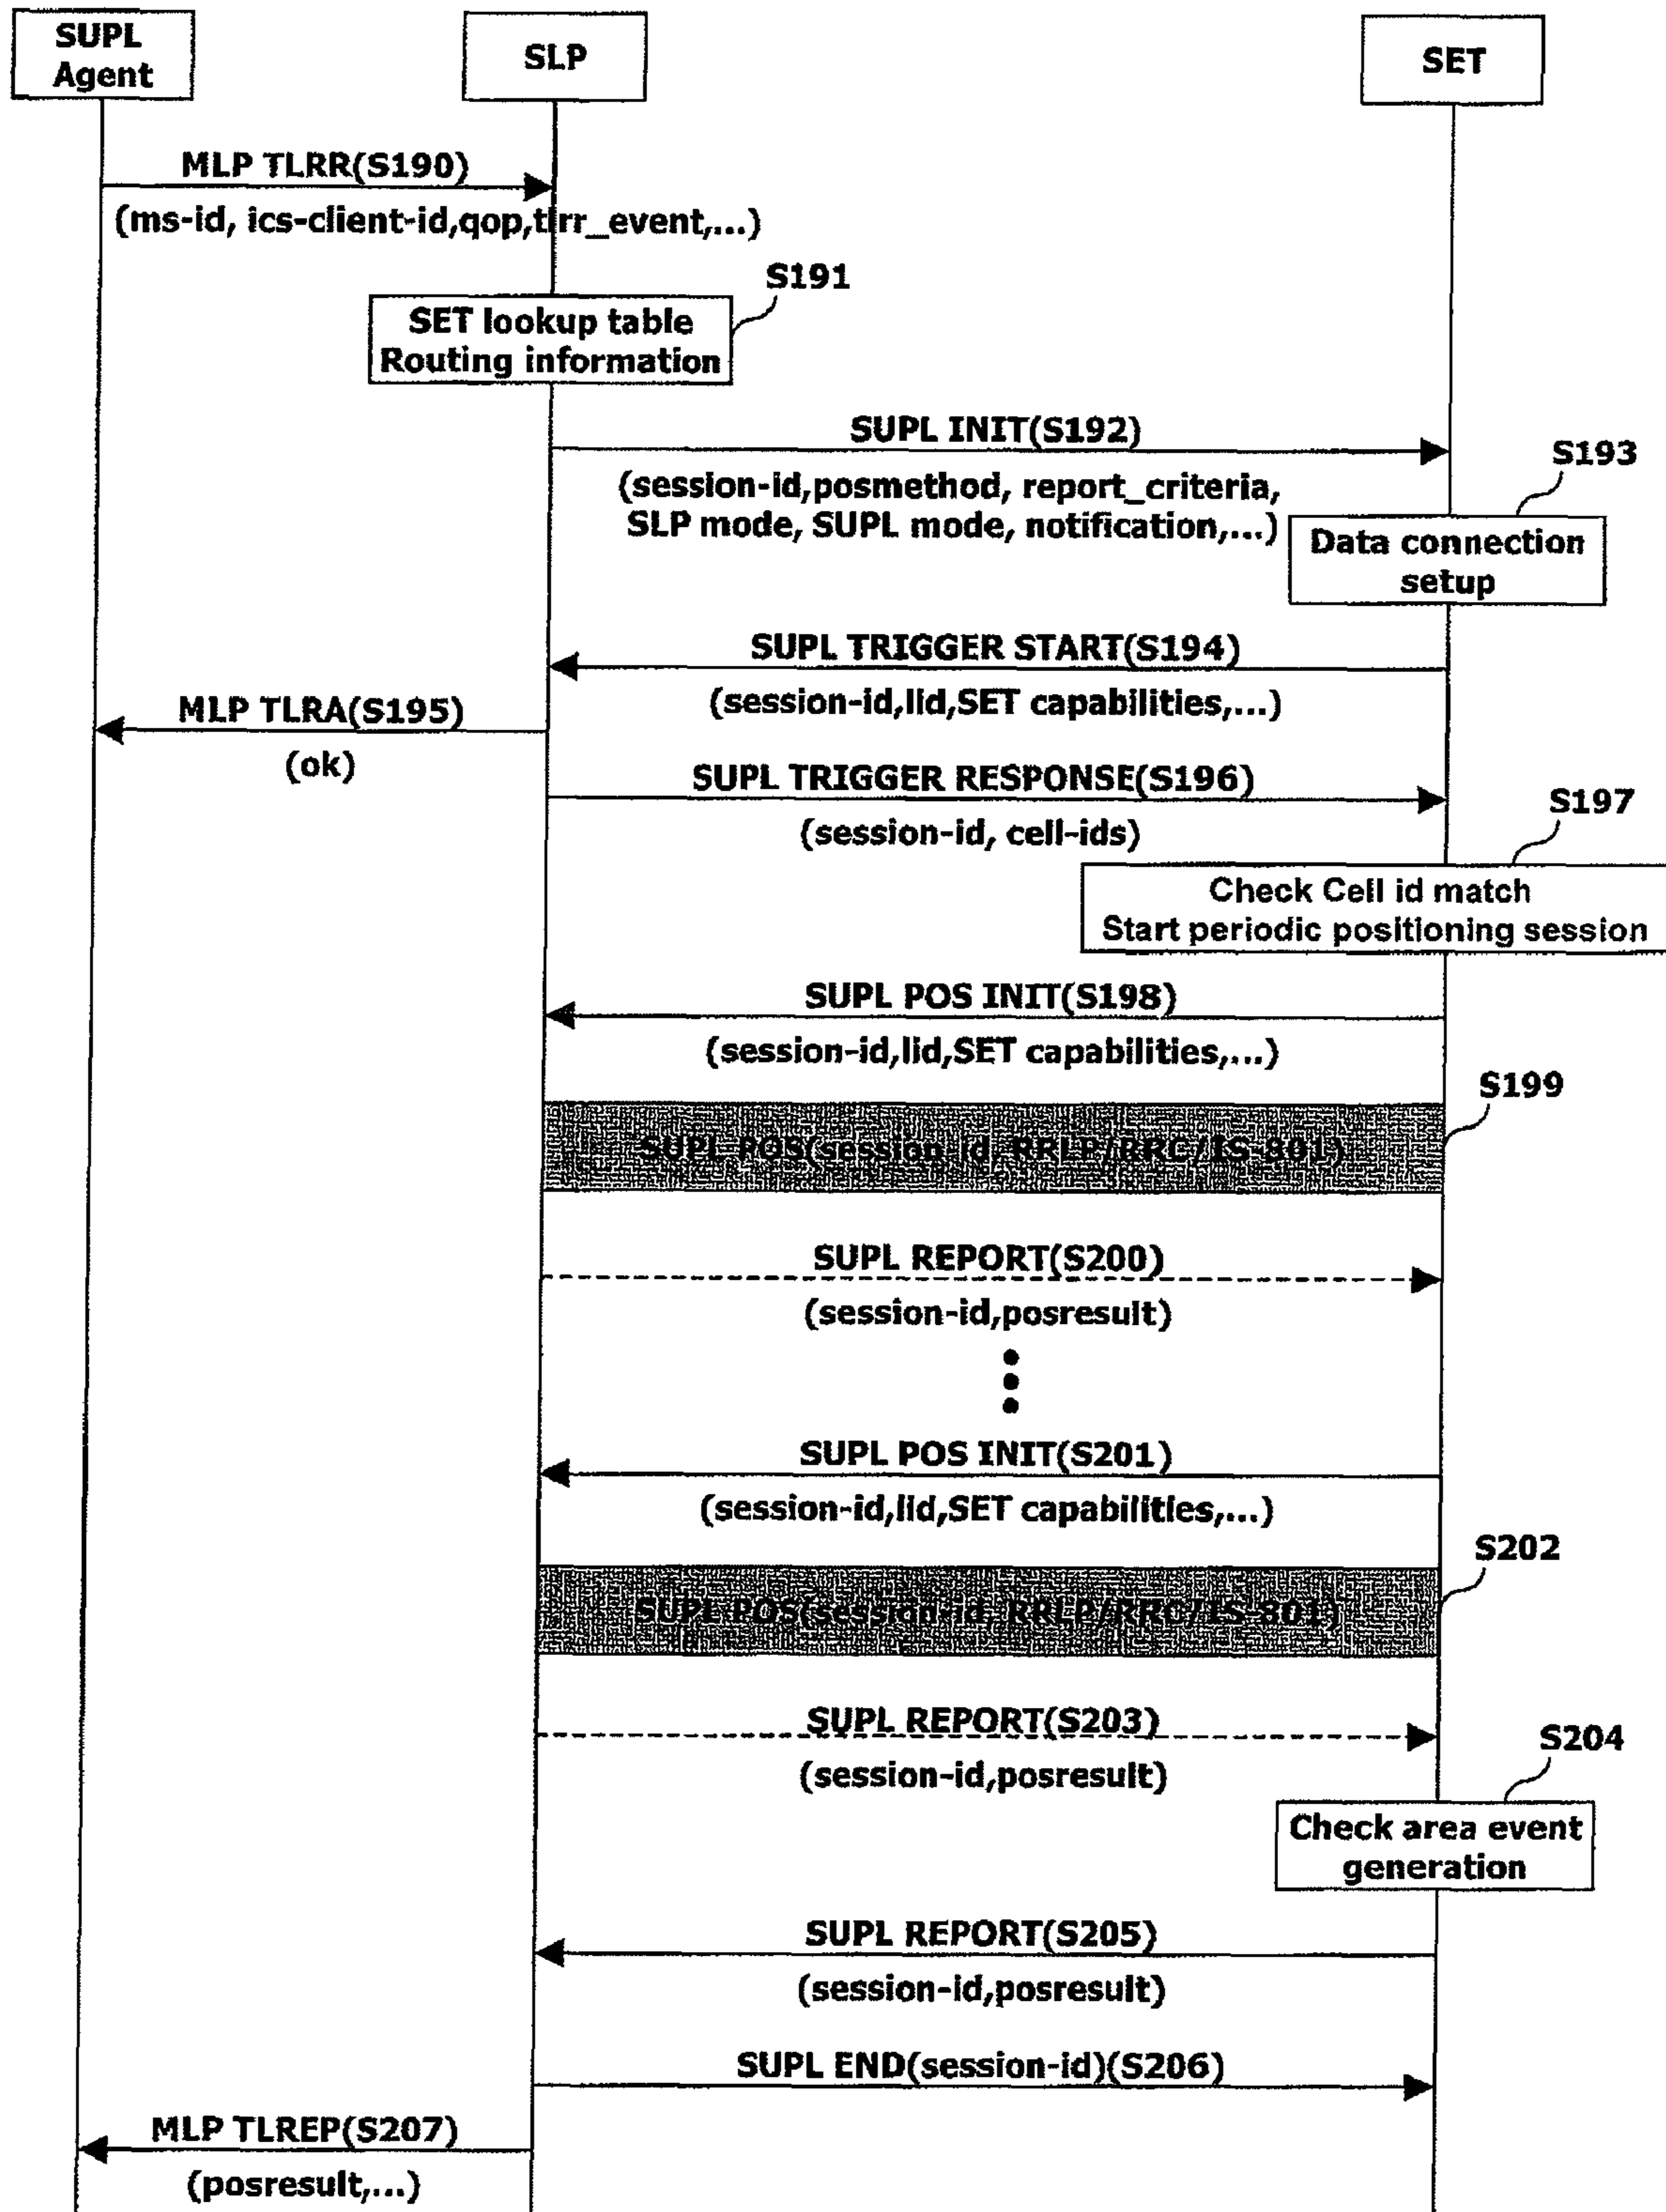 SUPL
Agent
SLP
SET
MLP TLRR(S190)
(ms-id, ics-client-id,qop,tlrr_event,...)
S191
SET lookup table
Routing information
SUPL INIT(S192)
(session-id,posmethod, report_criteria,
SLP mode, SUPL mode, notification,...)
S193
Data connection
setup
SUPL TRIGGER START(S194)
(session-id,lid,SET capabilities,...)
MLP TLRA(S195)
(ok)
SUPL TRIGGER RESPONSE(S196)
(session-id, cell-ids)
S197
Check Cell id match
Start periodic positioning session
SUPL POS INIT(S198)
(session-id,lid,SET capabilities,...)
S199
SUPL POS(session-id, RRLP/RRC/IS-801)
SUPL REPORT(S200)
(session-id,posresult)
SUPL POS INIT(S201)
(session-id,lid,SET capabilities,...)
S202
SUPL POS(session-id, RRLP/RRC/IS-801)
SUPL REPORT(S203)
(session-id,posresult)
S204
Check area event
generation
SUPL REPORT(S205)
(session-id,posresult)
SUPL END(session-id)(S206)
MLP TLREP(S207)
(posresult,...)